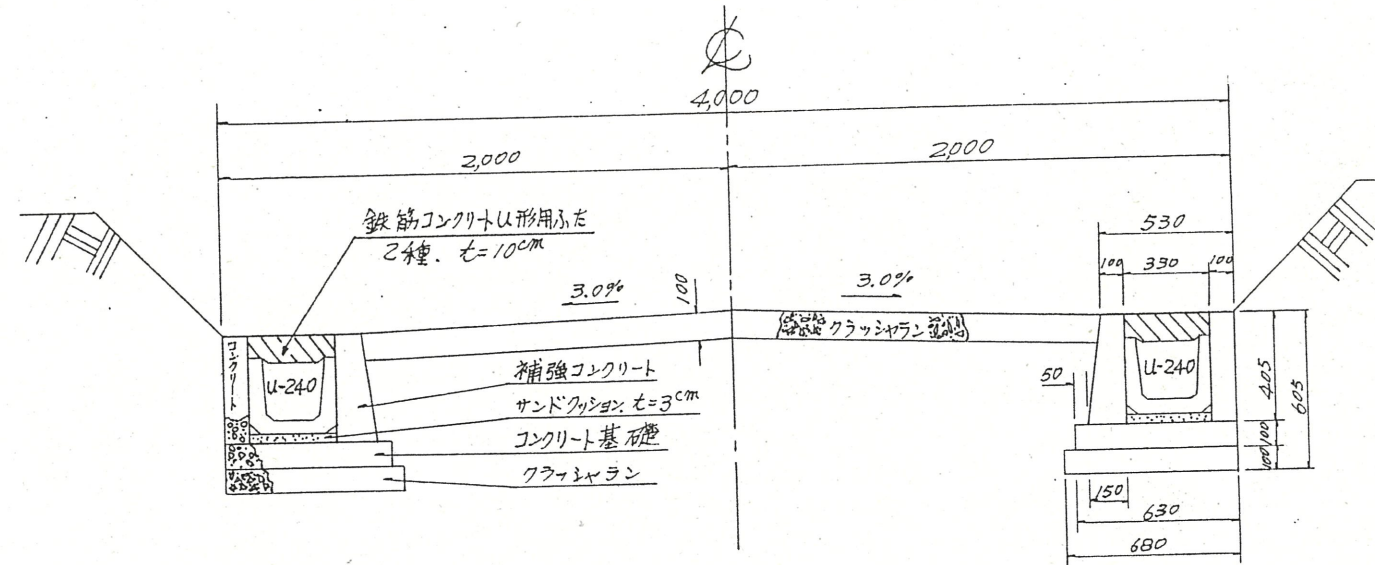 ℄
4,000
2,000
2,000
鉄筋コンクリートU形用ふた
2種. t=10cm
530
100
330
100
3.0%
100
3.0%
クラッシャラン
コンクリート
U-240
補強コンクリート
サンドクッション. t=3cm
コンクリート基礎
クラッシャラン
50
U-240
405
605
100
100
150
630
680